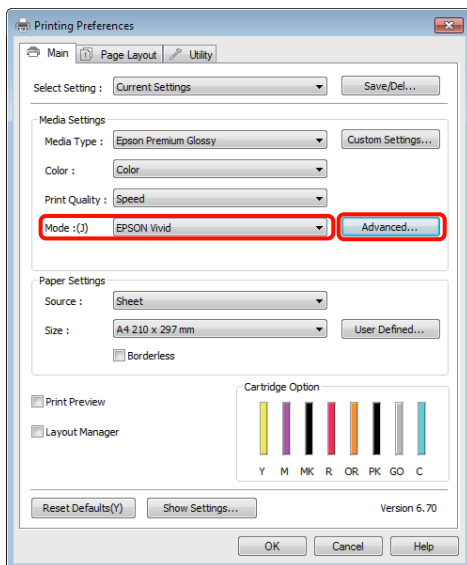 Printing Preferences
Main Page Layout Utility
Select Setting : Current Settings Save/Del...
Media Settings
Media Type : Epson Premium Glossy Custom Settings...
Color : Color
Print Quality : Speed
Mode :(J) EPSON Vivid Advanced...
Paper Settings
Source : Sheet
Size : A4 210 x 297 mm User Defined...
Borderless
Cartridge Option
Print Preview
Layout Manager
Y M MK R OR PK GO C
Reset Defaults(Y) Show Settings... Version 6.70
OK Cancel Help